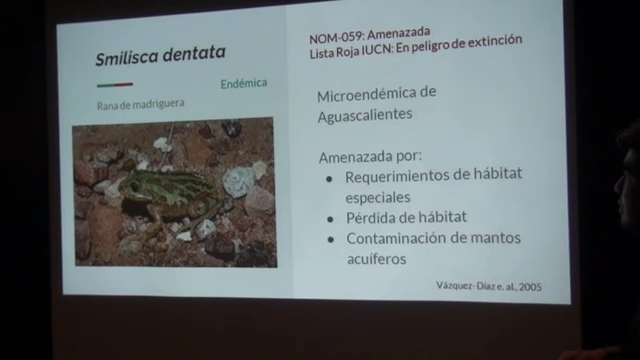 Smilisca dentata
Endémica
Rana de madriguera
NOM-059: Amenazada
Lista Roja IUCN: En peligro de extinción
Microendémica de
Aguascalientes
Amenazada por:
● Requerimientos de hábitat
especiales
● Pérdida de hábitat
● Contaminación de mantos
acuíferos
Vázquez-Díaz e. al., 2005